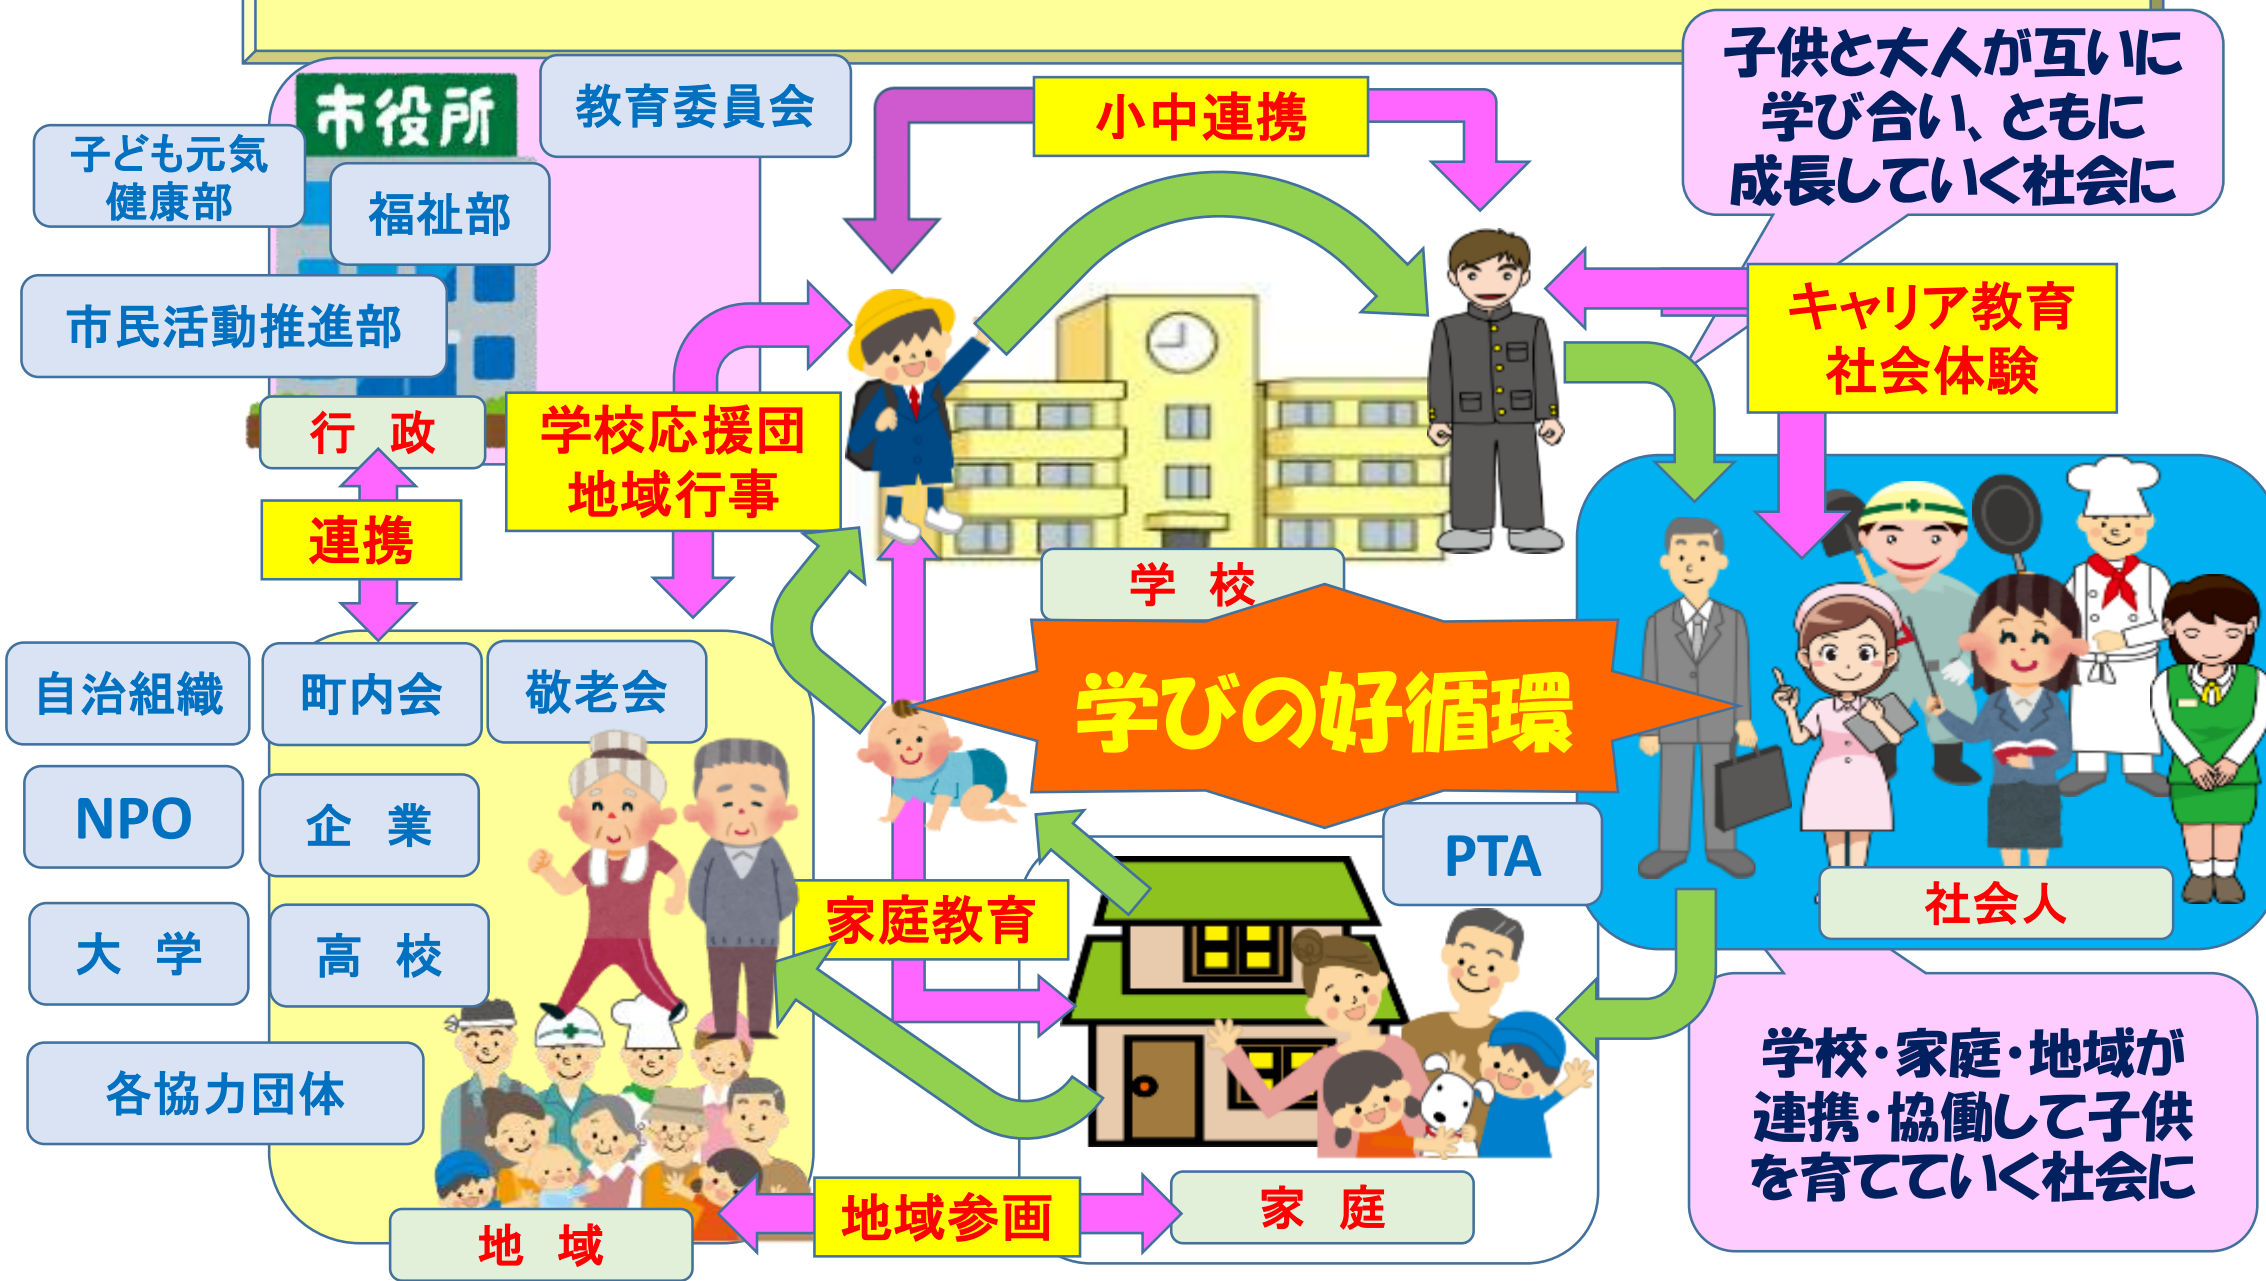 子供と大人が互いに
学び合い、ともに
成長していく社会に
市役所
教育委員会
小中連携
子ども元気
健康部
福祉部
市民活動推進部
キャリア教育
社会体験
行　政
学校応援団
地域行事
連携
学　校
学びの好循環
自治組織
町内会
敬老会
NPO
企　業
PTA
大　学
高　校
家庭教育
社会人
各協力団体
学校・家庭・地域が
連携・協働して子供
を育てていく社会に
地域参画
家　庭
地　域